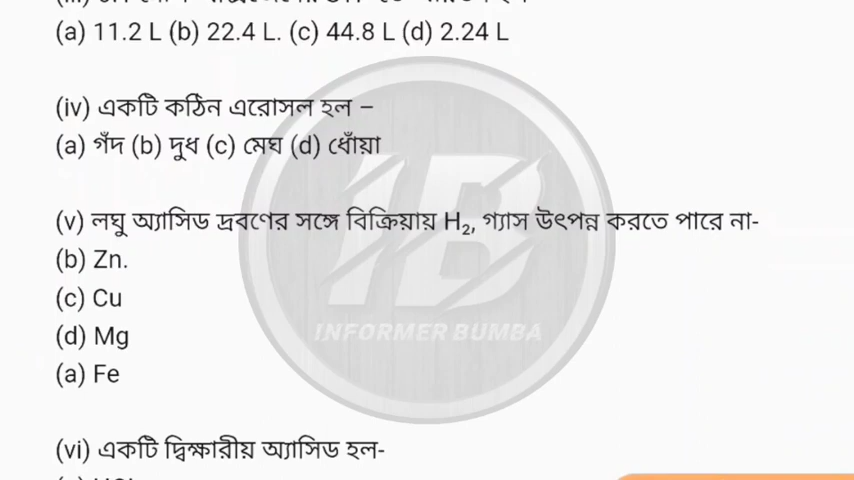 (a) 11.2 L (b) 22.4 L. (c) 44.8 L (d) 2.24 L
(iv) একটি কঠিন এরোসল হল –
(a) গঁদ (b) দুধ (c) মেঘ (d) ধোঁয়া
(v) লঘু অ্যাসিড দ্রবণের সঙ্গে বিক্রিয়ায় H₂, গ্যাস উৎপন্ন করতে পারে না-
(b) Zn.
(c) Cu
(d) Mg
(a) Fe
INFORMER BUMBA
(vi) একটি দ্বিক্ষারীয় অ্যাসিড হল-